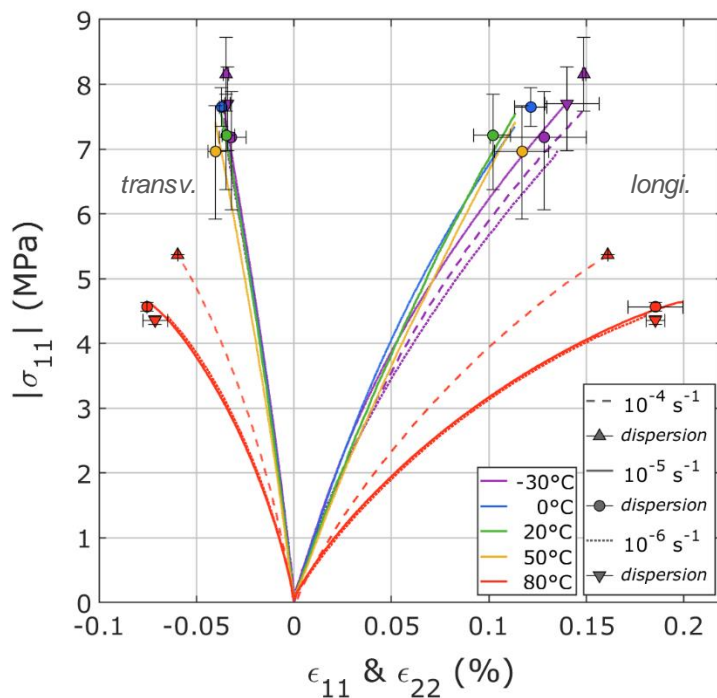 9
8
7
6
5
4
3
2
1
0
|σ₁₁| (MPa)
transv.
longi.
-30°C
0°C
20°C
50°C
80°C
10⁻⁴ s⁻¹
dispersion
10⁻⁵ s⁻¹
dispersion
10⁻⁶ s⁻¹
dispersion
-0.1 -0.05 0 0.05 0.1 0.15 0.2
ϵ₁₁ & ϵ₂₂ (%)